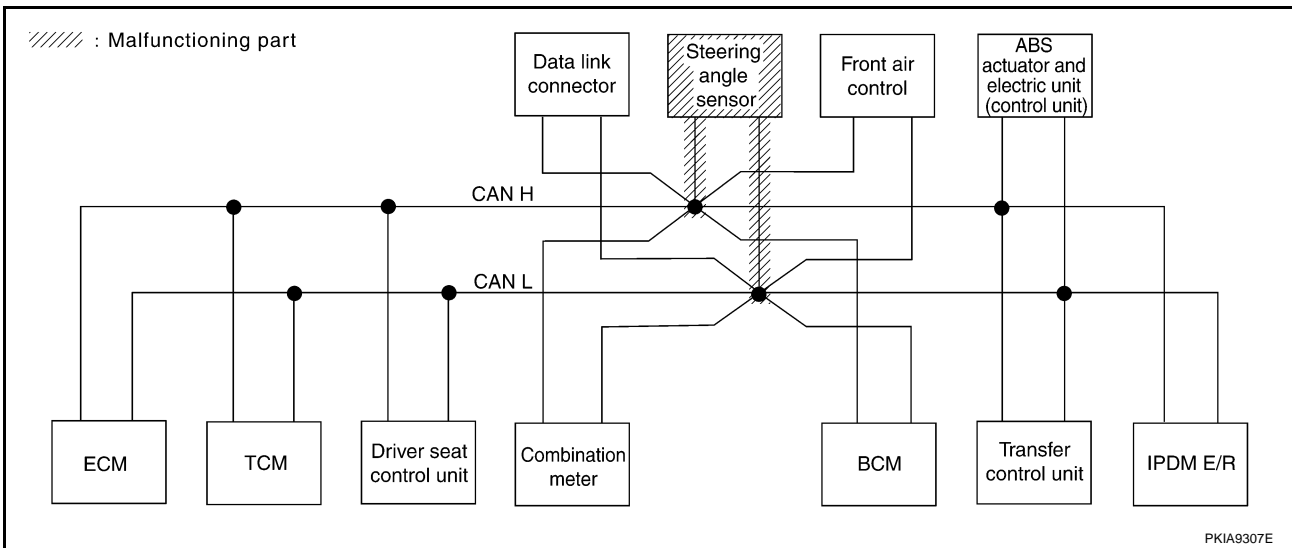 : Malfunctioning part
Data link
connector
Steering
angle
sensor
Front air
control
ABS
actuator and
electric unit
(control unit)
CAN H
CAN L
ECM
TCM
Driver seat
control unit
Combination
meter
BCM
Transfer
control unit
IPDM E/R
PKIA9307E